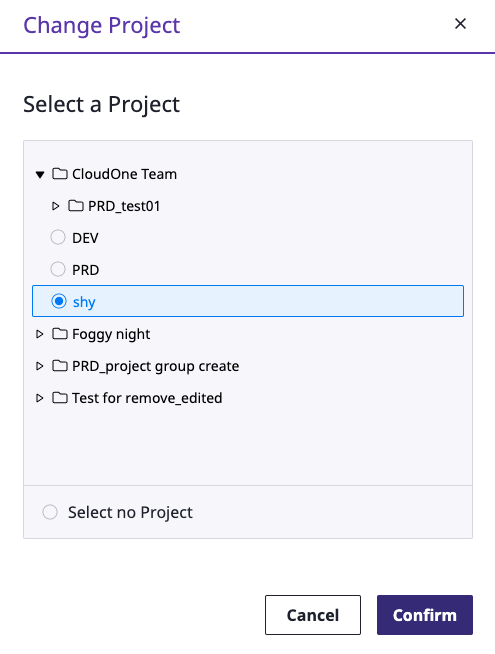 Change Project
Select a Project
CloudOne Team
PRD_test01
DEV
PRD
shy
Foggy night
PRD_project group create
Test for remove_edited
Select no Project
Cancel
Confirm